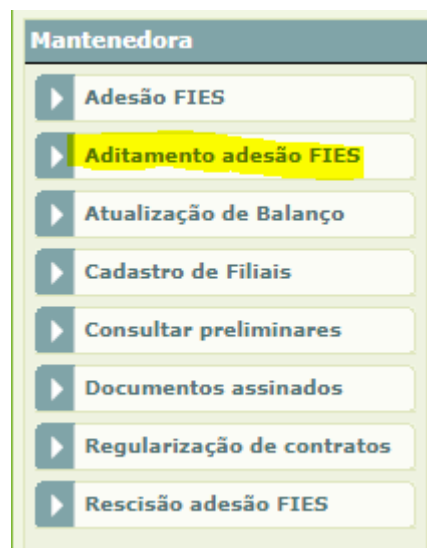 Mantenedora
Adesão FIES
Aditamento adesão FIES
Atualização de Balanço
Cadastro de Filiais
Consultar preliminares
Documentos assinados
Regularização de contratos
Rescisão adesão FIES